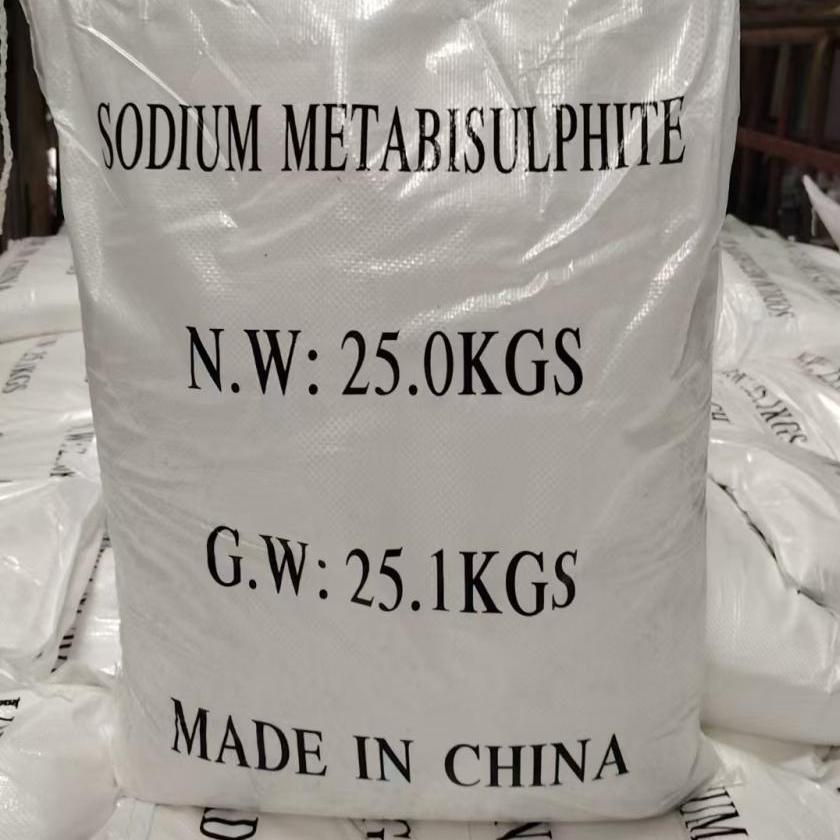 SODIUM METABISULPHITE
N.W: 25.0KGS
G.W: 25.1KGS
MADE IN CHINA